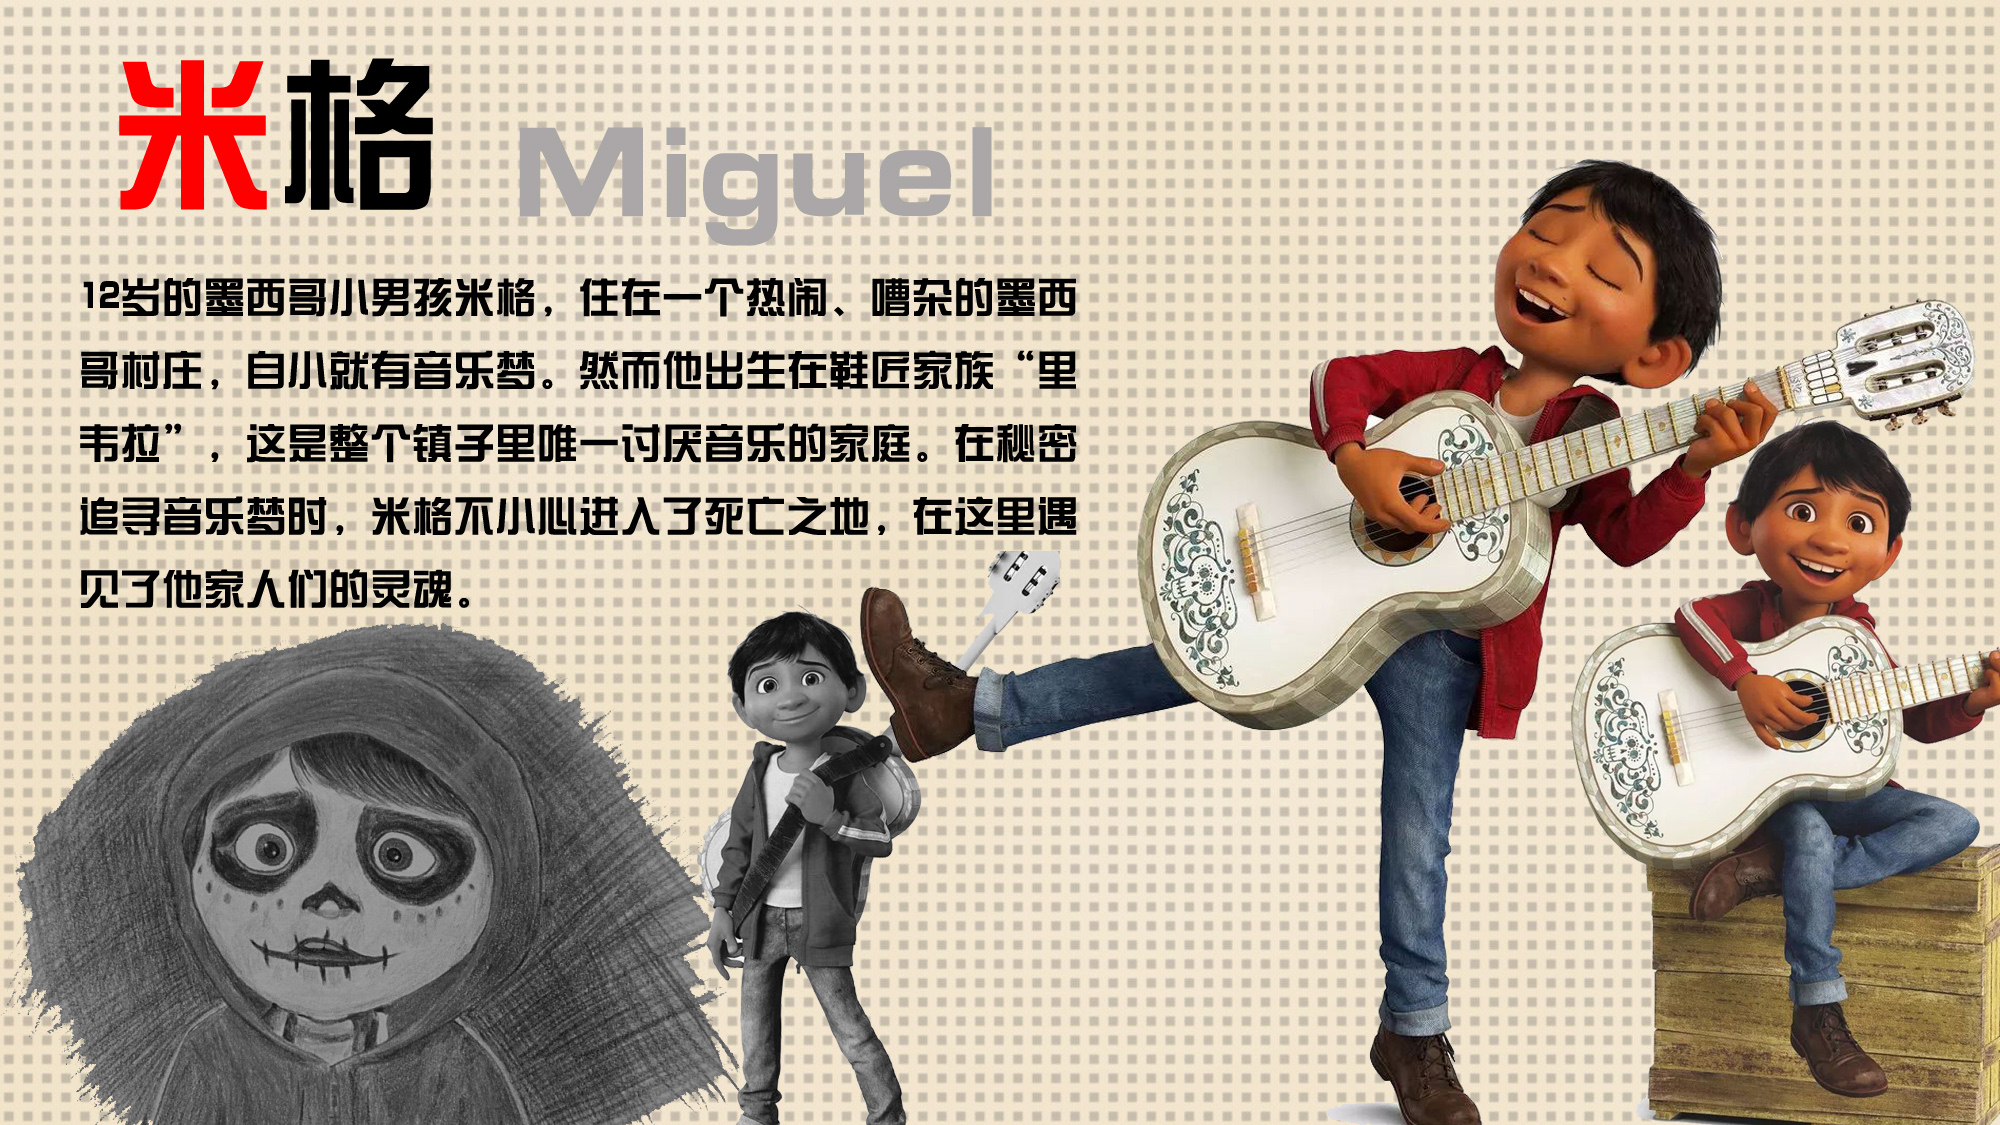 米格
Miguel
12岁的墨西哥小男孩米格，住在一个热闹、嘈杂的墨西
哥村庄，自小就有音乐梦。然而他出生在鞋匠家族“里
韦拉”，这是整个镇子里唯一讨厌音乐的家庭。在秘密
追寻音乐梦时，米格不小心进入了死亡之地，在这里遇
见了他家人们的灵魂。